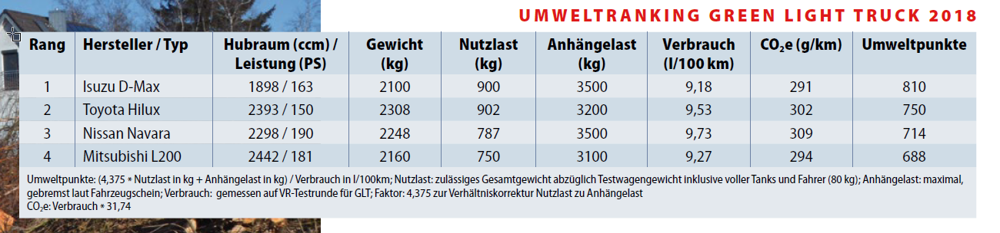 UMWELTRANKING GREEN LIGHT TRUCK 2018
Rang Hersteller / Typ Hubraum (ccm) / Leistung (PS) Gewicht (kg) Nutzlast (kg) Anhängelast (kg) Verbrauch (l/100 km) CO₂e (g/km) Umweltpunkte
1 Isuzu D-Max 1898 / 163 2100 900 3500 9,18 291 810
2 Toyota Hilux 2393 / 150 2308 902 3200 9,53 302 750
3 Nissan Navara 2298 / 190 2248 787 3500 9,73 309 714
4 Mitsubishi L200 2442 / 181 2160 750 3100 9,27 294 688
Umweltpunkte: (4,375 * Nutzlast in kg + Anhängelast in kg) / Verbrauch in l/100km; Nutzlast: zulässiges Gesamtgewicht abzüglich Testwagengewicht inklusive voller Tanks und Fahrer (80 kg); Anhängelast: maximal,
gebremst laut Fahrzeugschein; Verbrauch: gemessen auf VR-Testrunde für GLT; Faktor: 4,375 zur Verhältniskorrektur Nutzlast zu Anhängelast
CO₂e: Verbrauch * 31,74